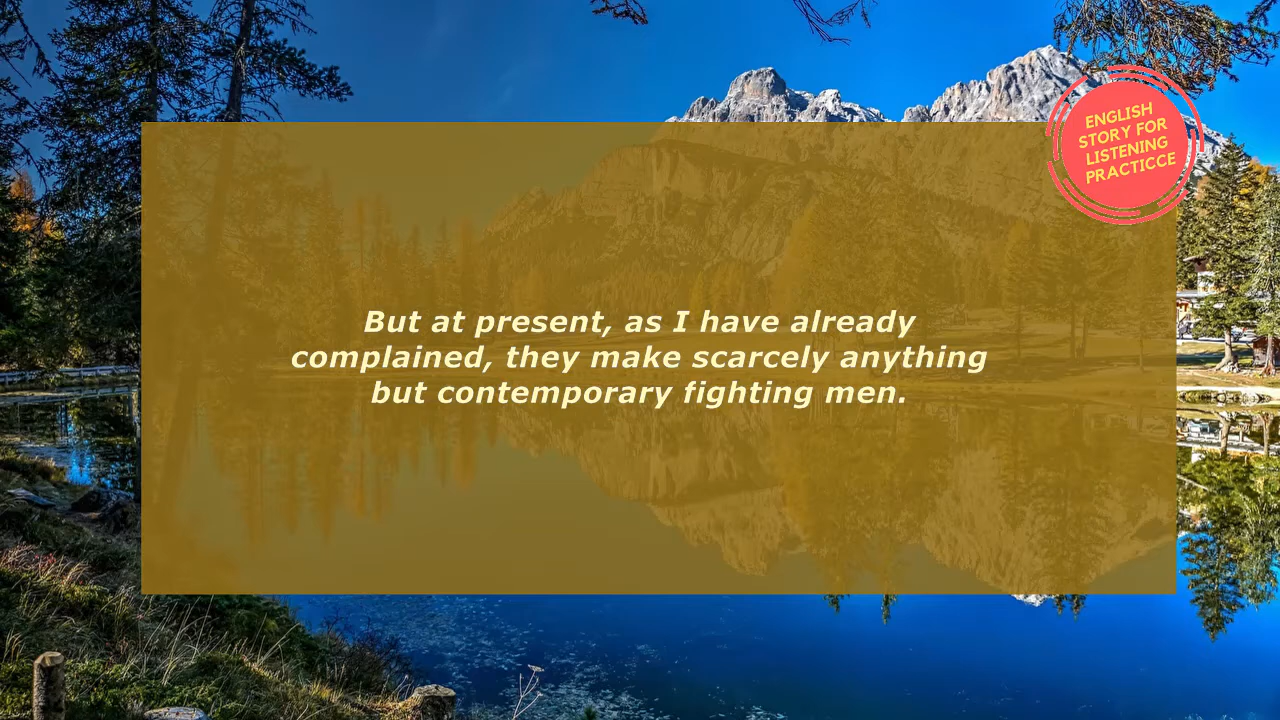 ENGLISH
STORY FOR
LISTENING
PRACTICCE
But at present, as I have already
complained, they make scarcely anything
but contemporary fighting men.